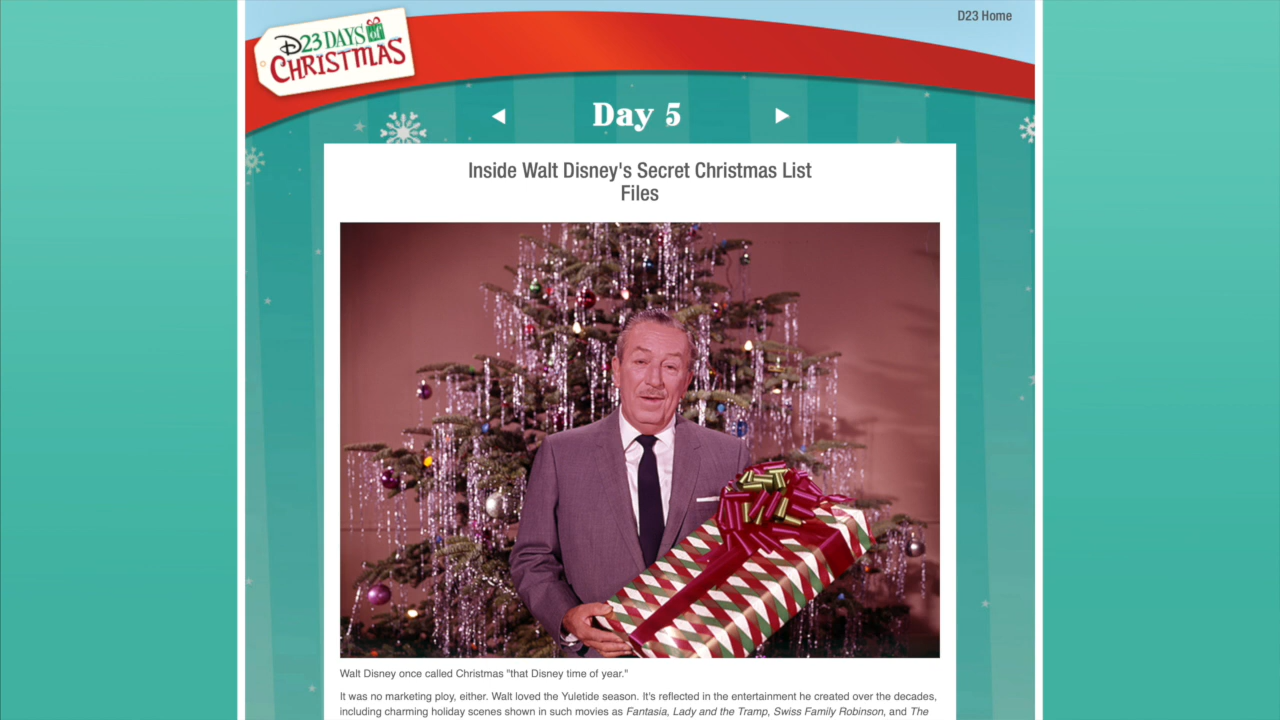 D23 Home
D23 DAYS of
CHRISTMAS
Day 5
Inside Walt Disney's Secret Christmas List
Files
Walt Disney once called Christmas "that Disney time of year."
It was no marketing ploy, either. Walt loved the Yuletide season. It's reflected in the entertainment he created over the decades,
including charming holiday scenes shown in such movies as Fantasia, Lady and the Tramp, Swiss Family Robinson, and The